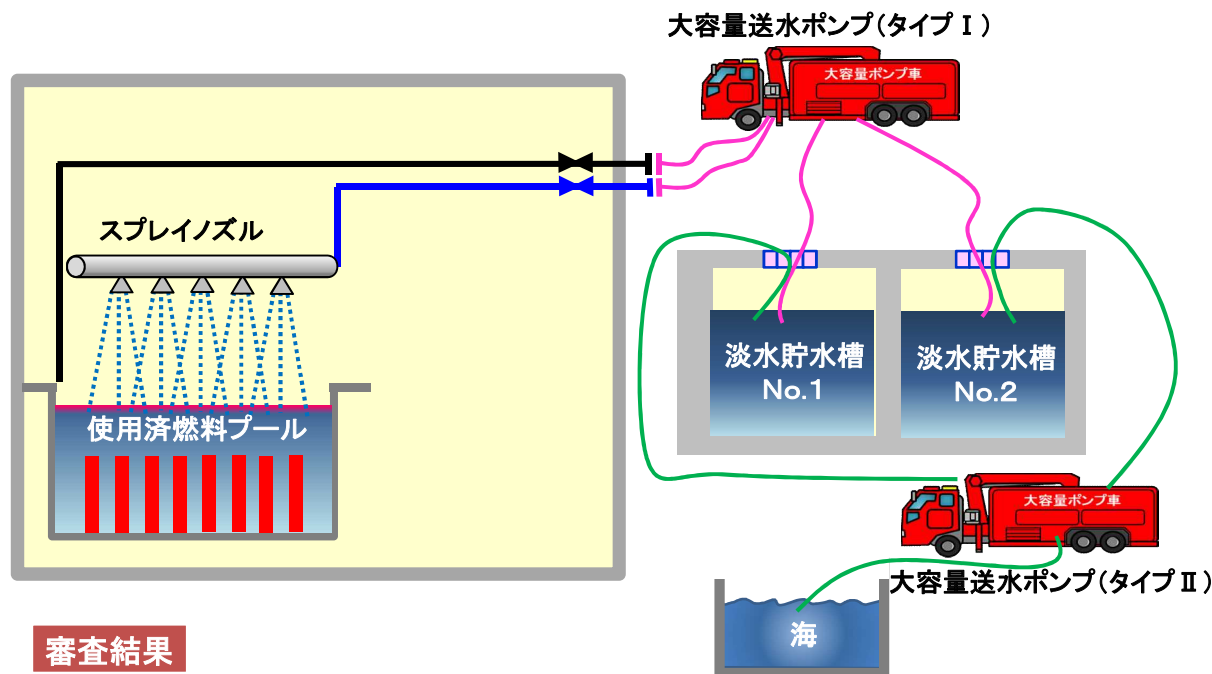 大容量送水ポンプ(タイプⅠ)
大容量ポンプ車
スプレイノズル
淡水貯水槽
No.1
淡水貯水槽
No.2
使用済燃料プール
大容量ポンプ車
大容量送水ポンプ(タイプⅡ)
海
審査結果